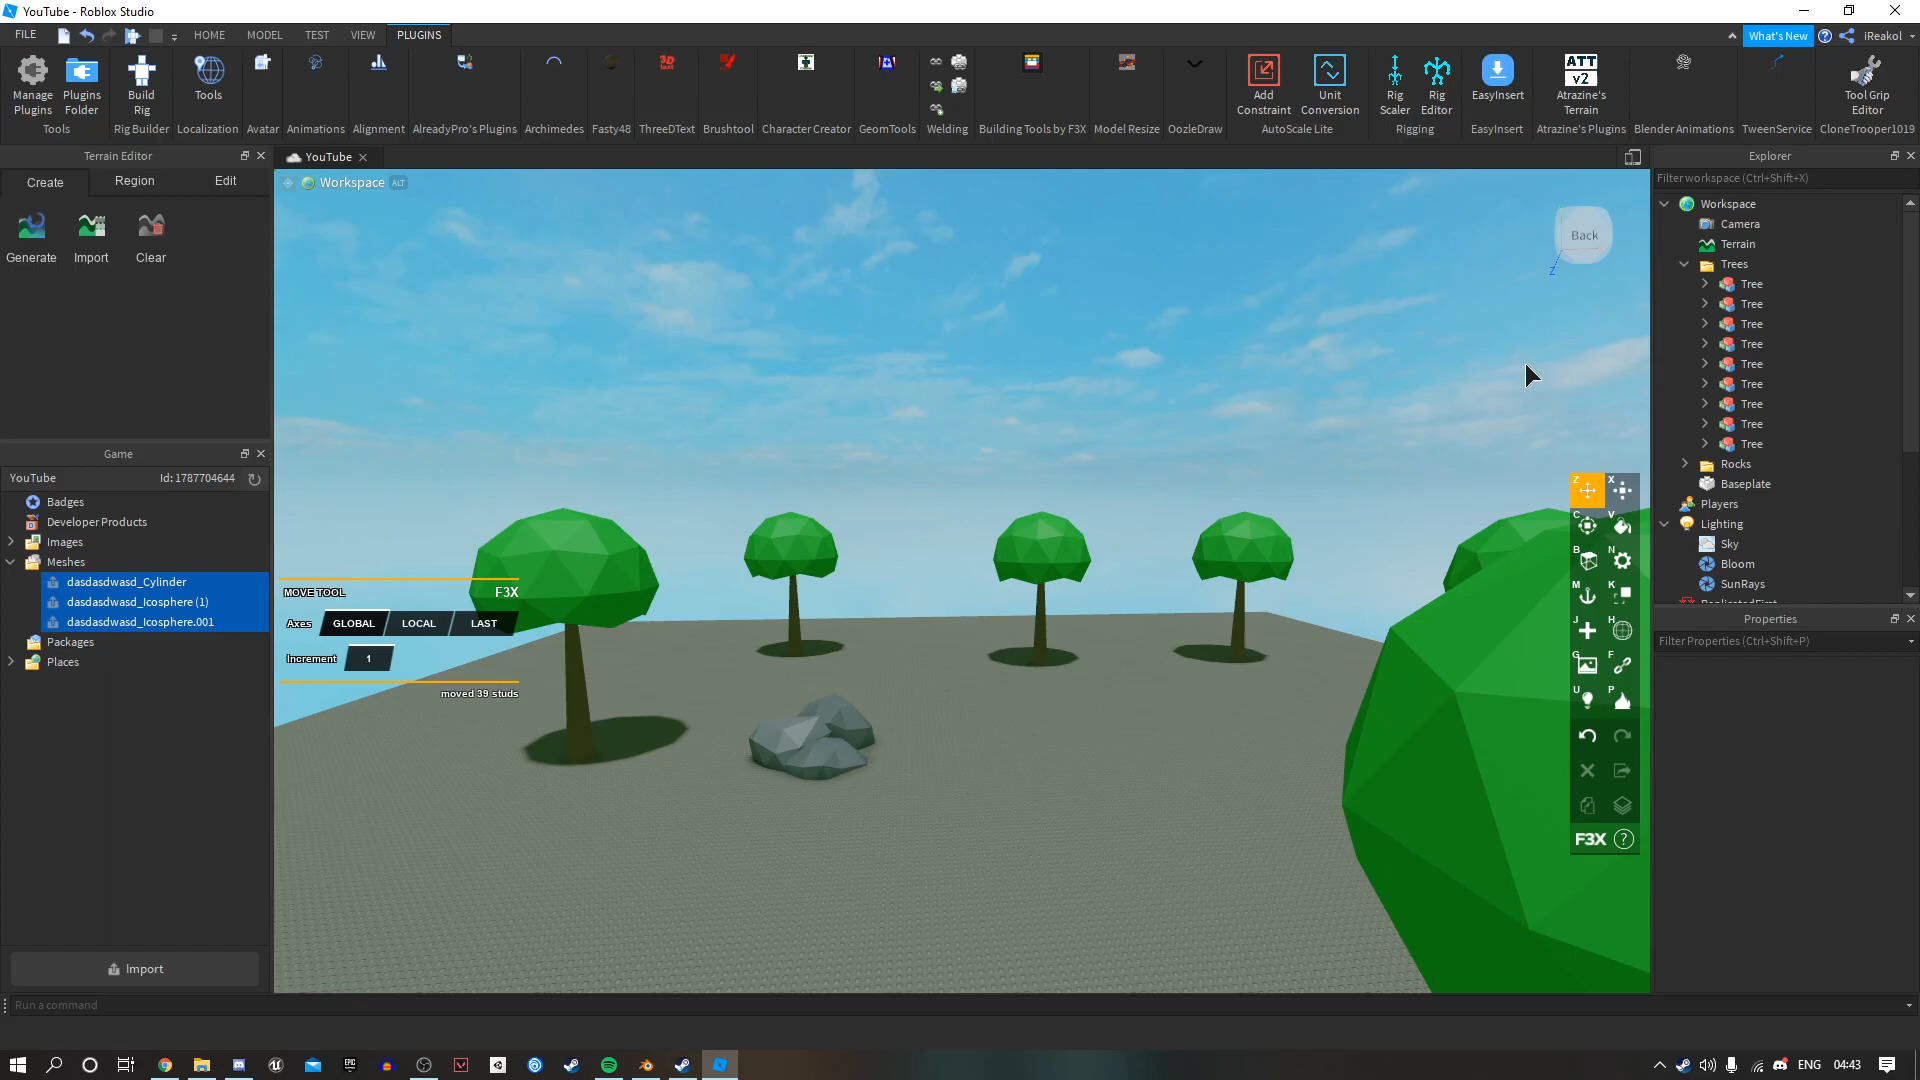 YouTube - Roblox Studio
FILE HOME MODEL TEST VIEW PLUGINS What's New iReakol
Manage Plugins
Plugins Folder
Build Rig
Tools
3D text
Add Constraint
Unit Conversion
Rig Scaler
Rig Editor
EasyInsert
ATT v2
Atrazine's Terrain
Tool Grip Editor
Tools Rig Builder Localization Avatar Animations Alignment AlreadyPro's Plugins Archimedes Fasty48 ThreeDText Brushtool Character Creator GeomTools Welding Building Tools by F3X Model Resize OozleDraw AutoScale Lite Rigging EasyInsert Atrazine's Plugins Blender Animations TweenService CloneTrooper1019
Terrain Editor
Create Region Edit
Generate Import Clear
Game
YouTube Id: 1787704644
Badges
Developer Products
Images
Meshes
dasdasdwasd_Cylinder
dasdasdwasd_Icosphere (1)
dasdasdwasd_Icosphere.001
Packages
Places
Import
Run a command
YouTube
Workspace ALT
Back
Z
MOVE TOOL F3X
Axes GLOBAL LOCAL LAST
Increment 1
moved 39 studs
Z X
C V
B N
M K
J H
G F
U P
F3X ?
Explorer
Filter workspace (Ctrl+Shift+X)
Workspace
Camera
Terrain
Trees
Tree
Tree
Tree
Tree
Tree
Tree
Tree
Tree
Tree
Rocks
Baseplate
Players
Lighting
Sky
Bloom
SunRays
Properties
Filter Properties (Ctrl+Shift+P)
EPIC
ENG 04:43